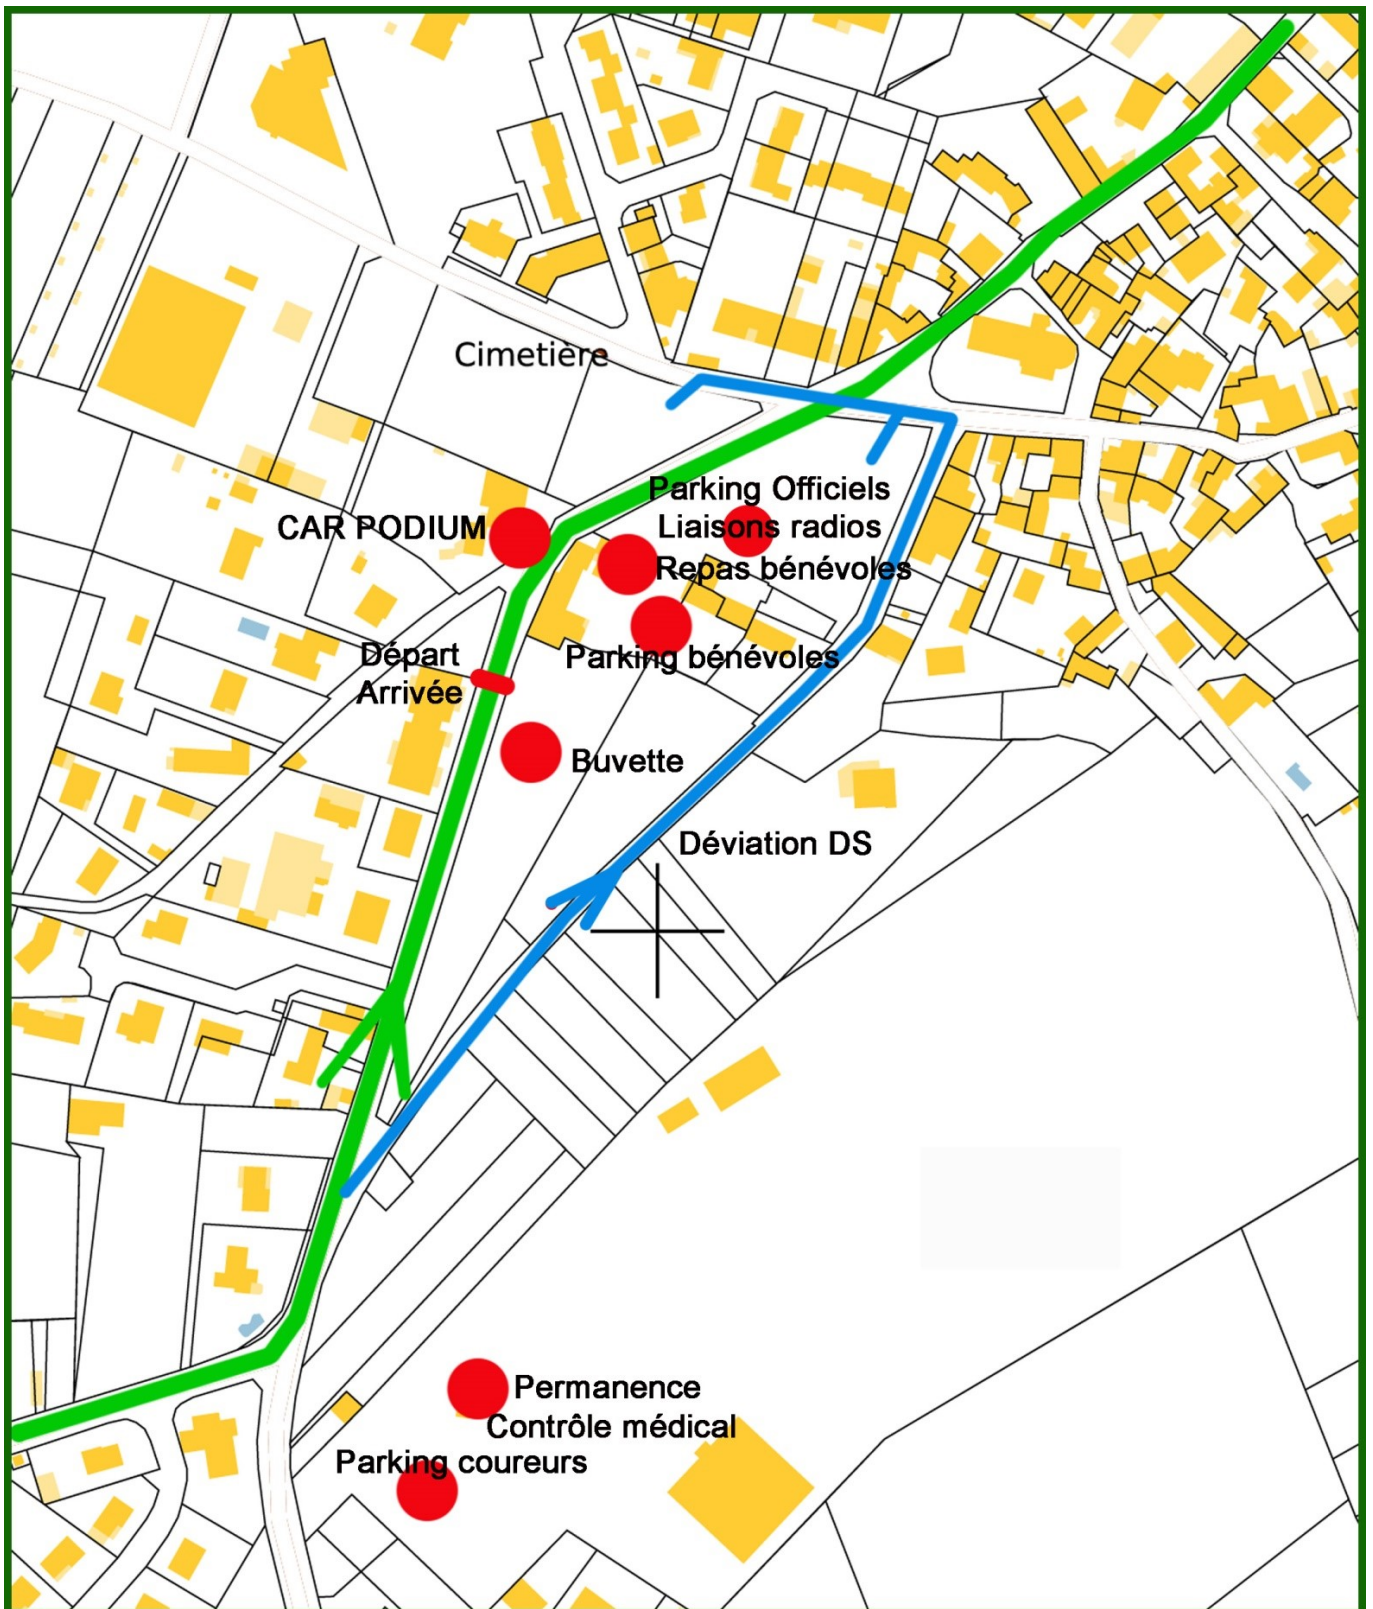 Cimetière
Parking Officiels
CAR PODIUM
Liaisons radios
Repas bénévoles
Départ
Arrivée
Parking bénévoles
Buvette
Déviation DS
Permanence
Contrôle médical
Parking coureurs